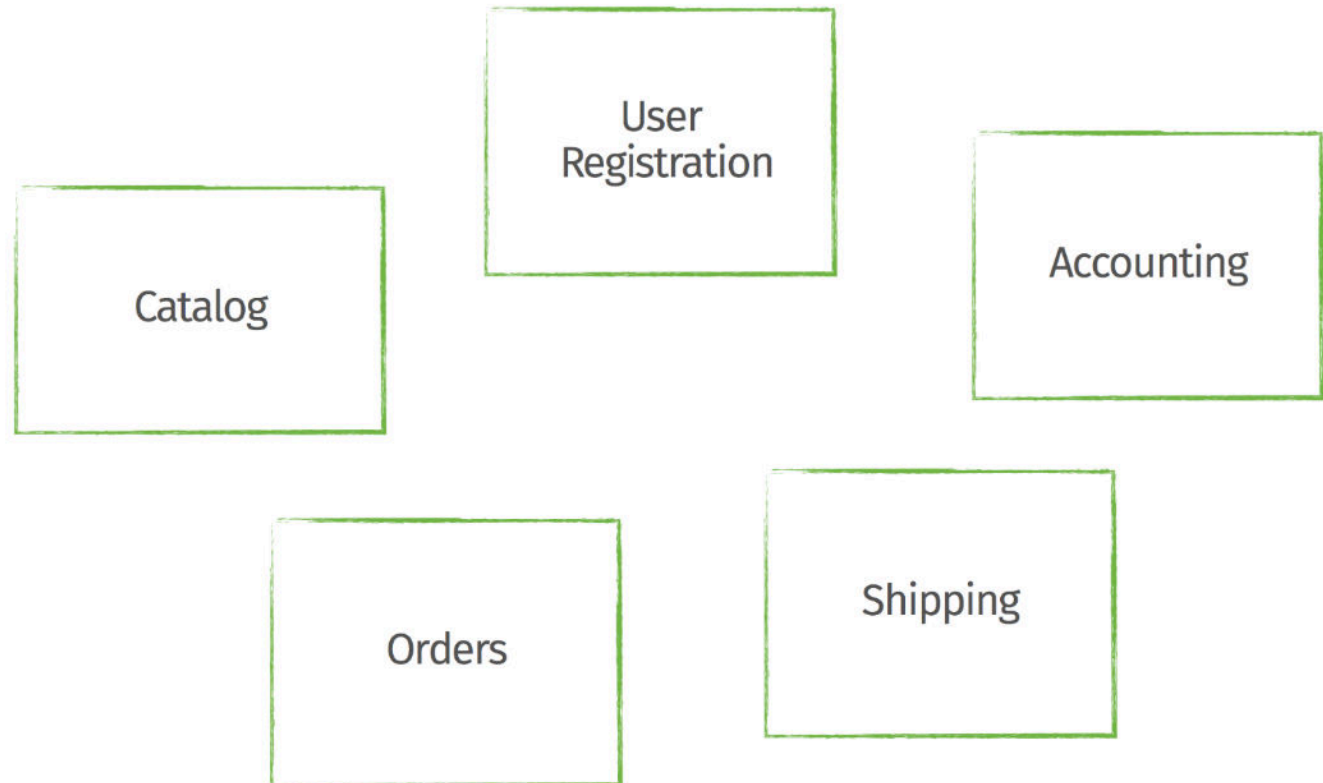 User
Registration
Accounting
Catalog
Shipping
Orders